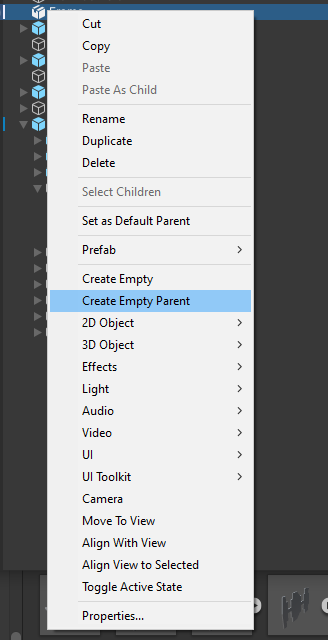 Cut
Copy
Paste
Paste As Child
Rename
Duplicate
Delete
Select Children
Set as Default Parent
Prefab
Create Empty
Create Empty Parent
2D Object
3D Object
Effects
Light
Audio
Video
UI
UI Toolkit
Camera
Move To View
Align With View
Align View to Selected
Toggle Active State
Properties...